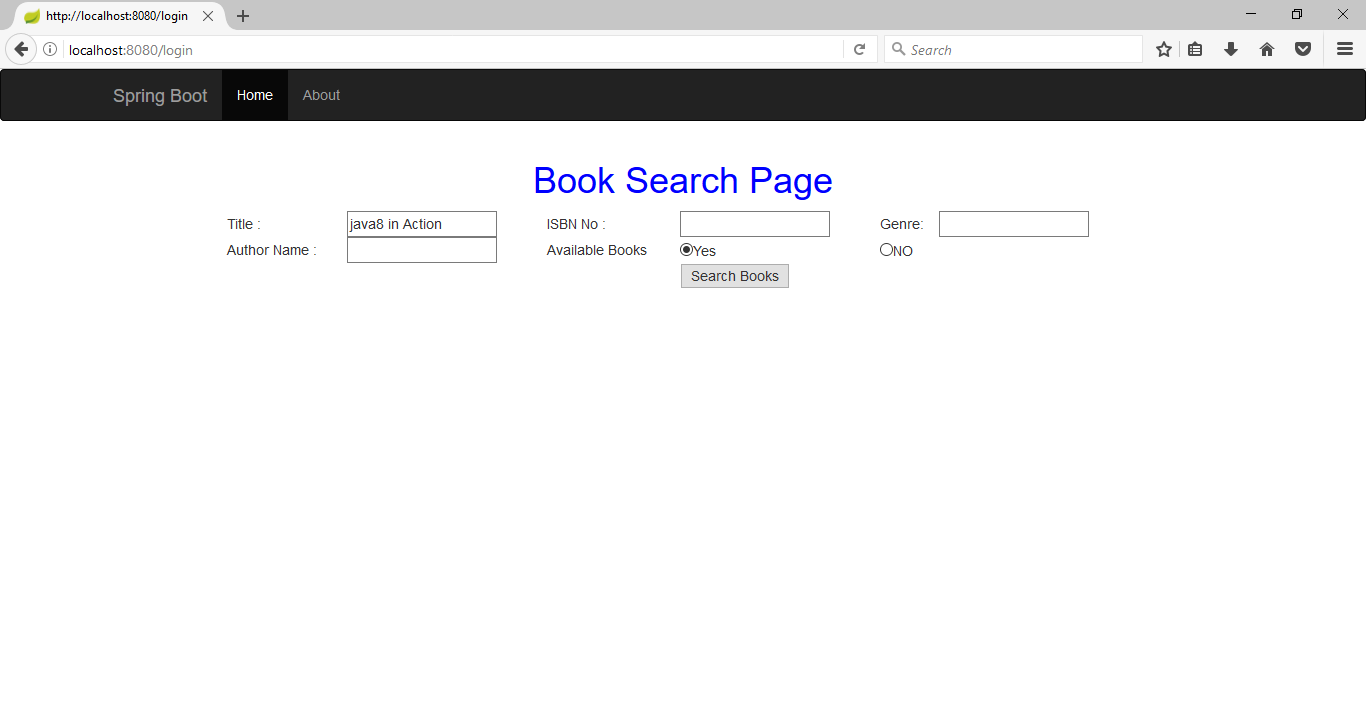 http://localhost:8080/login
localhost:8080/login
Search
Spring Boot Home About
Book Search Page
Title : java8 in Action ISBN No : Genre:
Author Name : Available Books Yes NO
Search Books